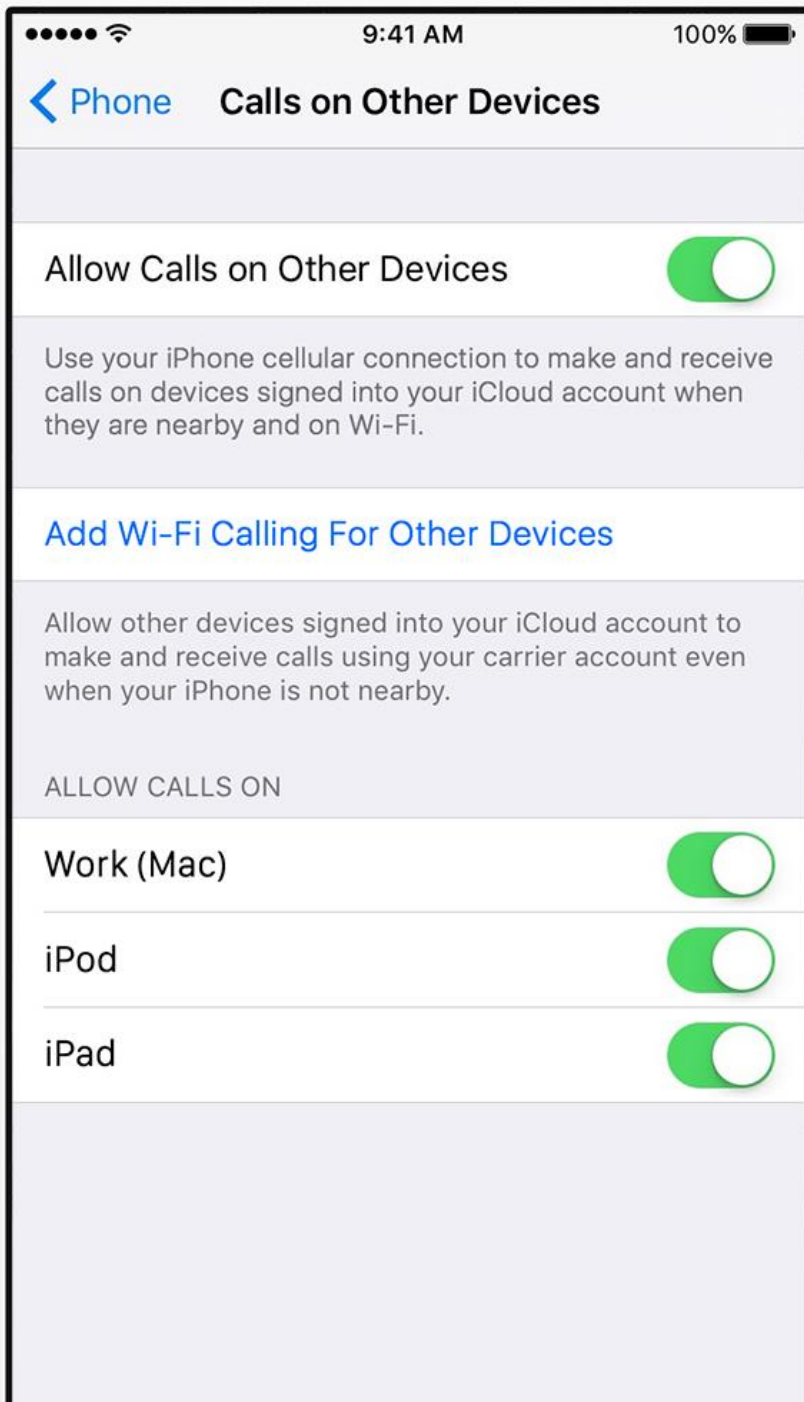 9:41 AM
100%
Phone
Calls on Other Devices
Allow Calls on Other Devices
Use your iPhone cellular connection to make and receive
calls on devices signed into your iCloud account when
they are nearby and on Wi-Fi.
Add Wi-Fi Calling For Other Devices
Allow other devices signed into your iCloud account to
make and receive calls using your carrier account even
when your iPhone is not nearby.
ALLOW CALLS ON
Work (Mac)
iPod
iPad